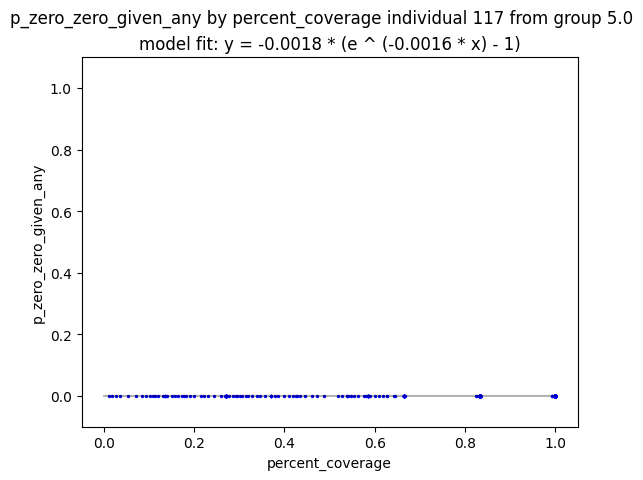 p_zero_zero_given_any by percent_coverage individual 117 from group 5.0
model fit: y = -0.0018 * (e ^ (-0.0016 * x) - 1)
1.0
0.8
0.6
0.4
0.2
0.0
p_zero_zero_given_any
0.0 0.2 0.4 0.6 0.8 1.0
percent_coverage